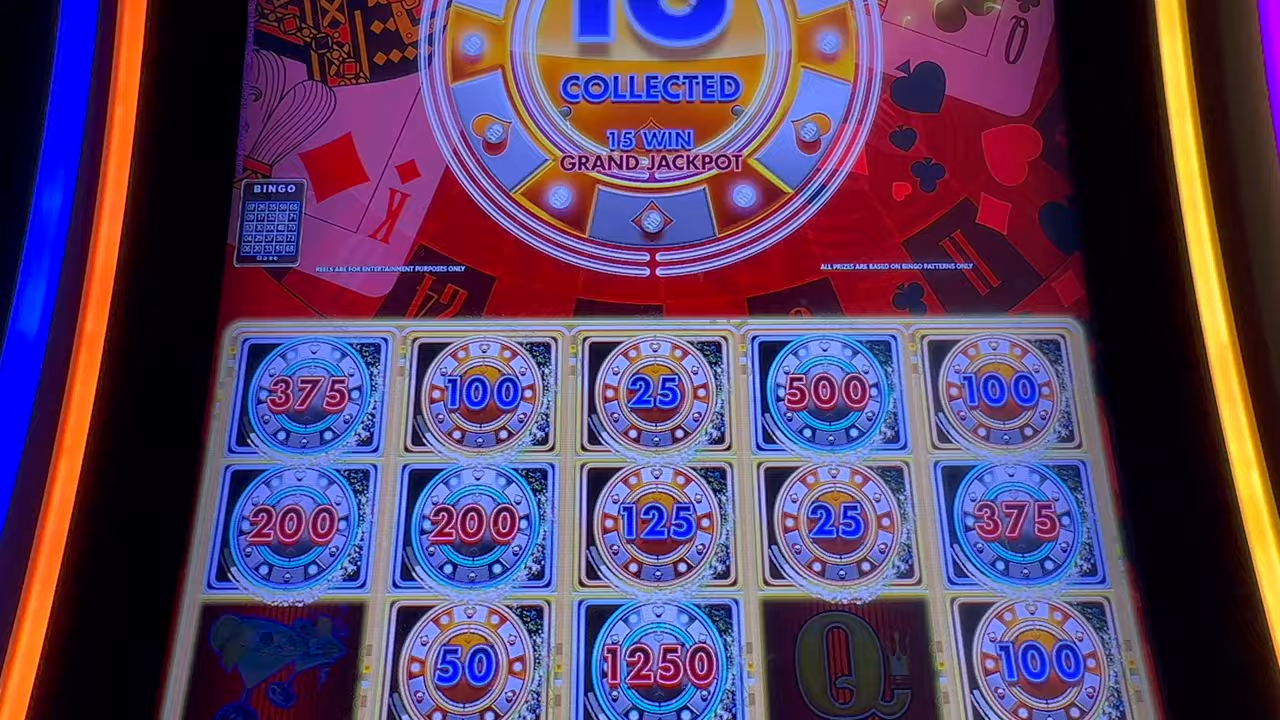 COLLECTED
15 WIN
GRAND JACKPOT
K
Q
BINGO
REELS ARE FOR ENTERTAINMENT PURPOSES ONLY
ALL PRIZES ARE BASED ON BINGO PATTERNS ONLY
375 100 25 500 100
200 200 125 25 375
50 1250 Q 100